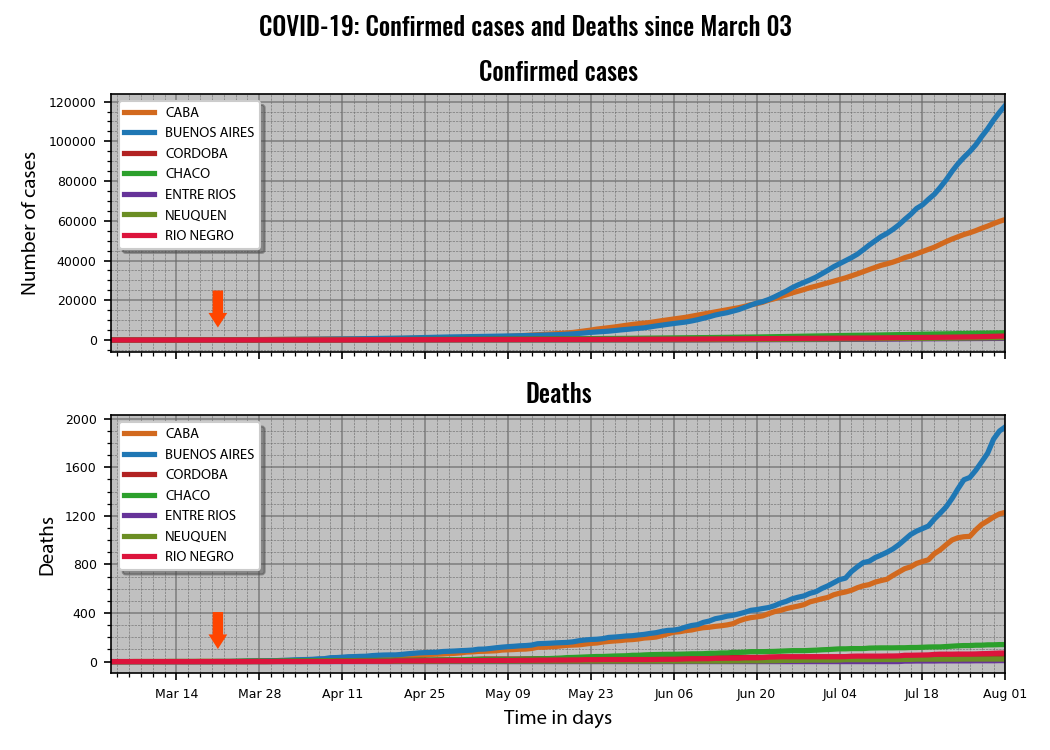 COVID-19: Confirmed cases and Deaths since March 03
Confirmed cases
120000
100000
80000
60000
40000
20000
0
Number of cases
CABA
BUENOS AIRES
CORDOBA
CHACO
ENTRE RIOS
NEUQUEN
RIO NEGRO
Deaths
2000
1600
1200
800
400
0
Deaths
CABA
BUENOS AIRES
CORDOBA
CHACO
ENTRE RIOS
NEUQUEN
RIO NEGRO
Mar 14 Mar 28 Apr 11 Apr 25 May 09 May 23 Jun 06 Jun 20 Jul 04 Jul 18 Aug 01
Time in days